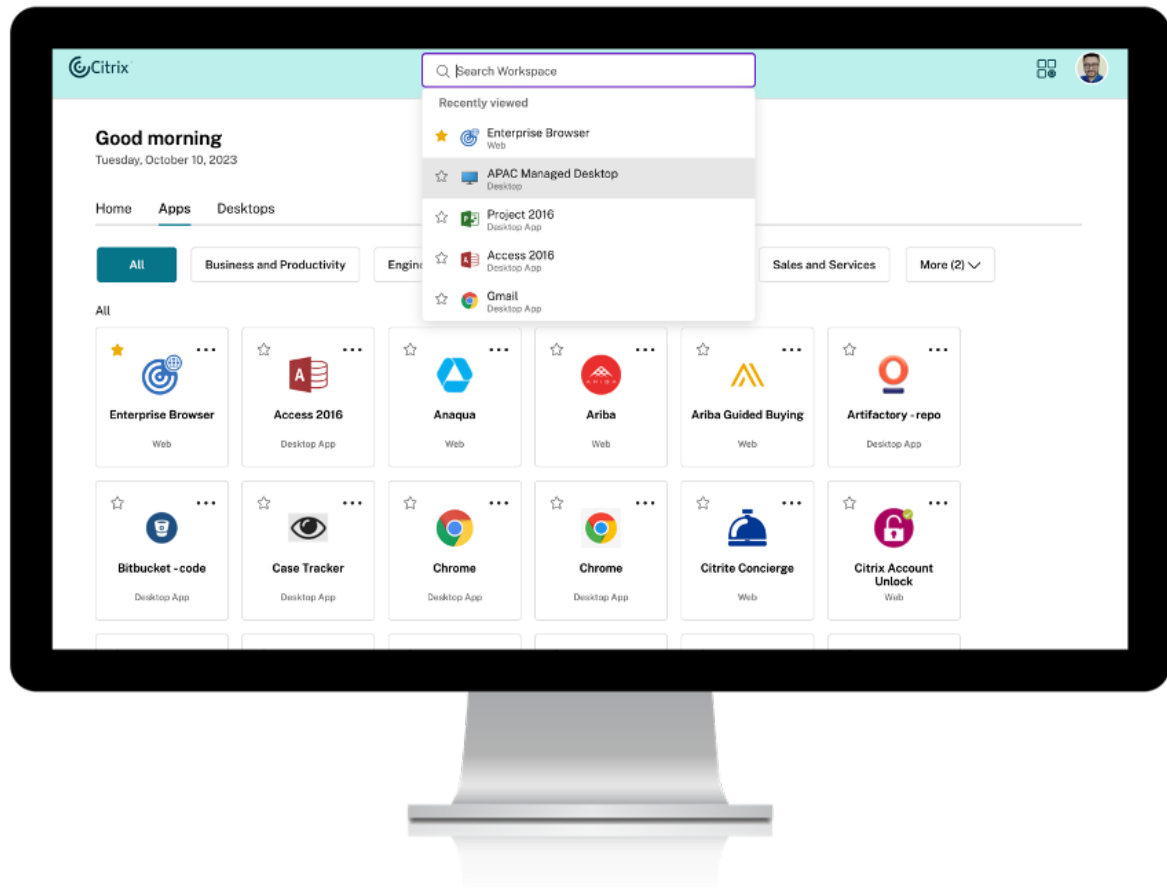 Citrix
Search Workspace
Recently viewed
Enterprise Browser
Web
APAC Managed Desktop
Desktop
Project 2016
Desktop App
Access 2016
Desktop App
Gmail
Desktop App
Good morning
Tuesday, October 10, 2023
Home Apps Desktops
All Business and Productivity Engin Sales and Services More (2)
All
Enterprise Browser
Web
Access 2016
Desktop App
Anaqua
Web
ARIBA
Ariba
Web
Ariba Guided Buying
Web
Artifactory - repo
Desktop App
Bitbucket - code
Desktop App
Case Tracker
Desktop App
Chrome
Desktop App
Chrome
Desktop App
Citrite Concierge
Web
Citrix Account
Unlock
Web